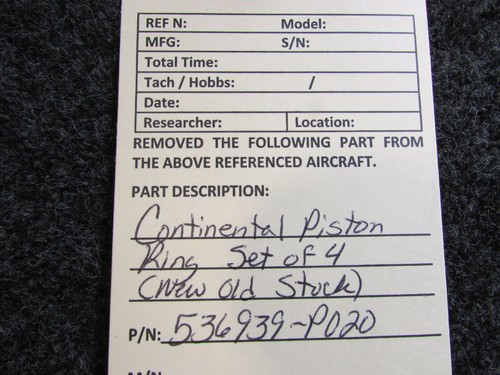 REF N: Model:
MFG: S/N:
Total Time:
Tach / Hobbs: /
Date:
Researcher: Location:
REMOVED THE FOLLOWING PART FROM
THE ABOVE REFERENCED AIRCRAFT.
PART DESCRIPTION:
Continental Piston
Ring Set of 4
(New Old Stock)
P/N: 536939-P020
M/N: